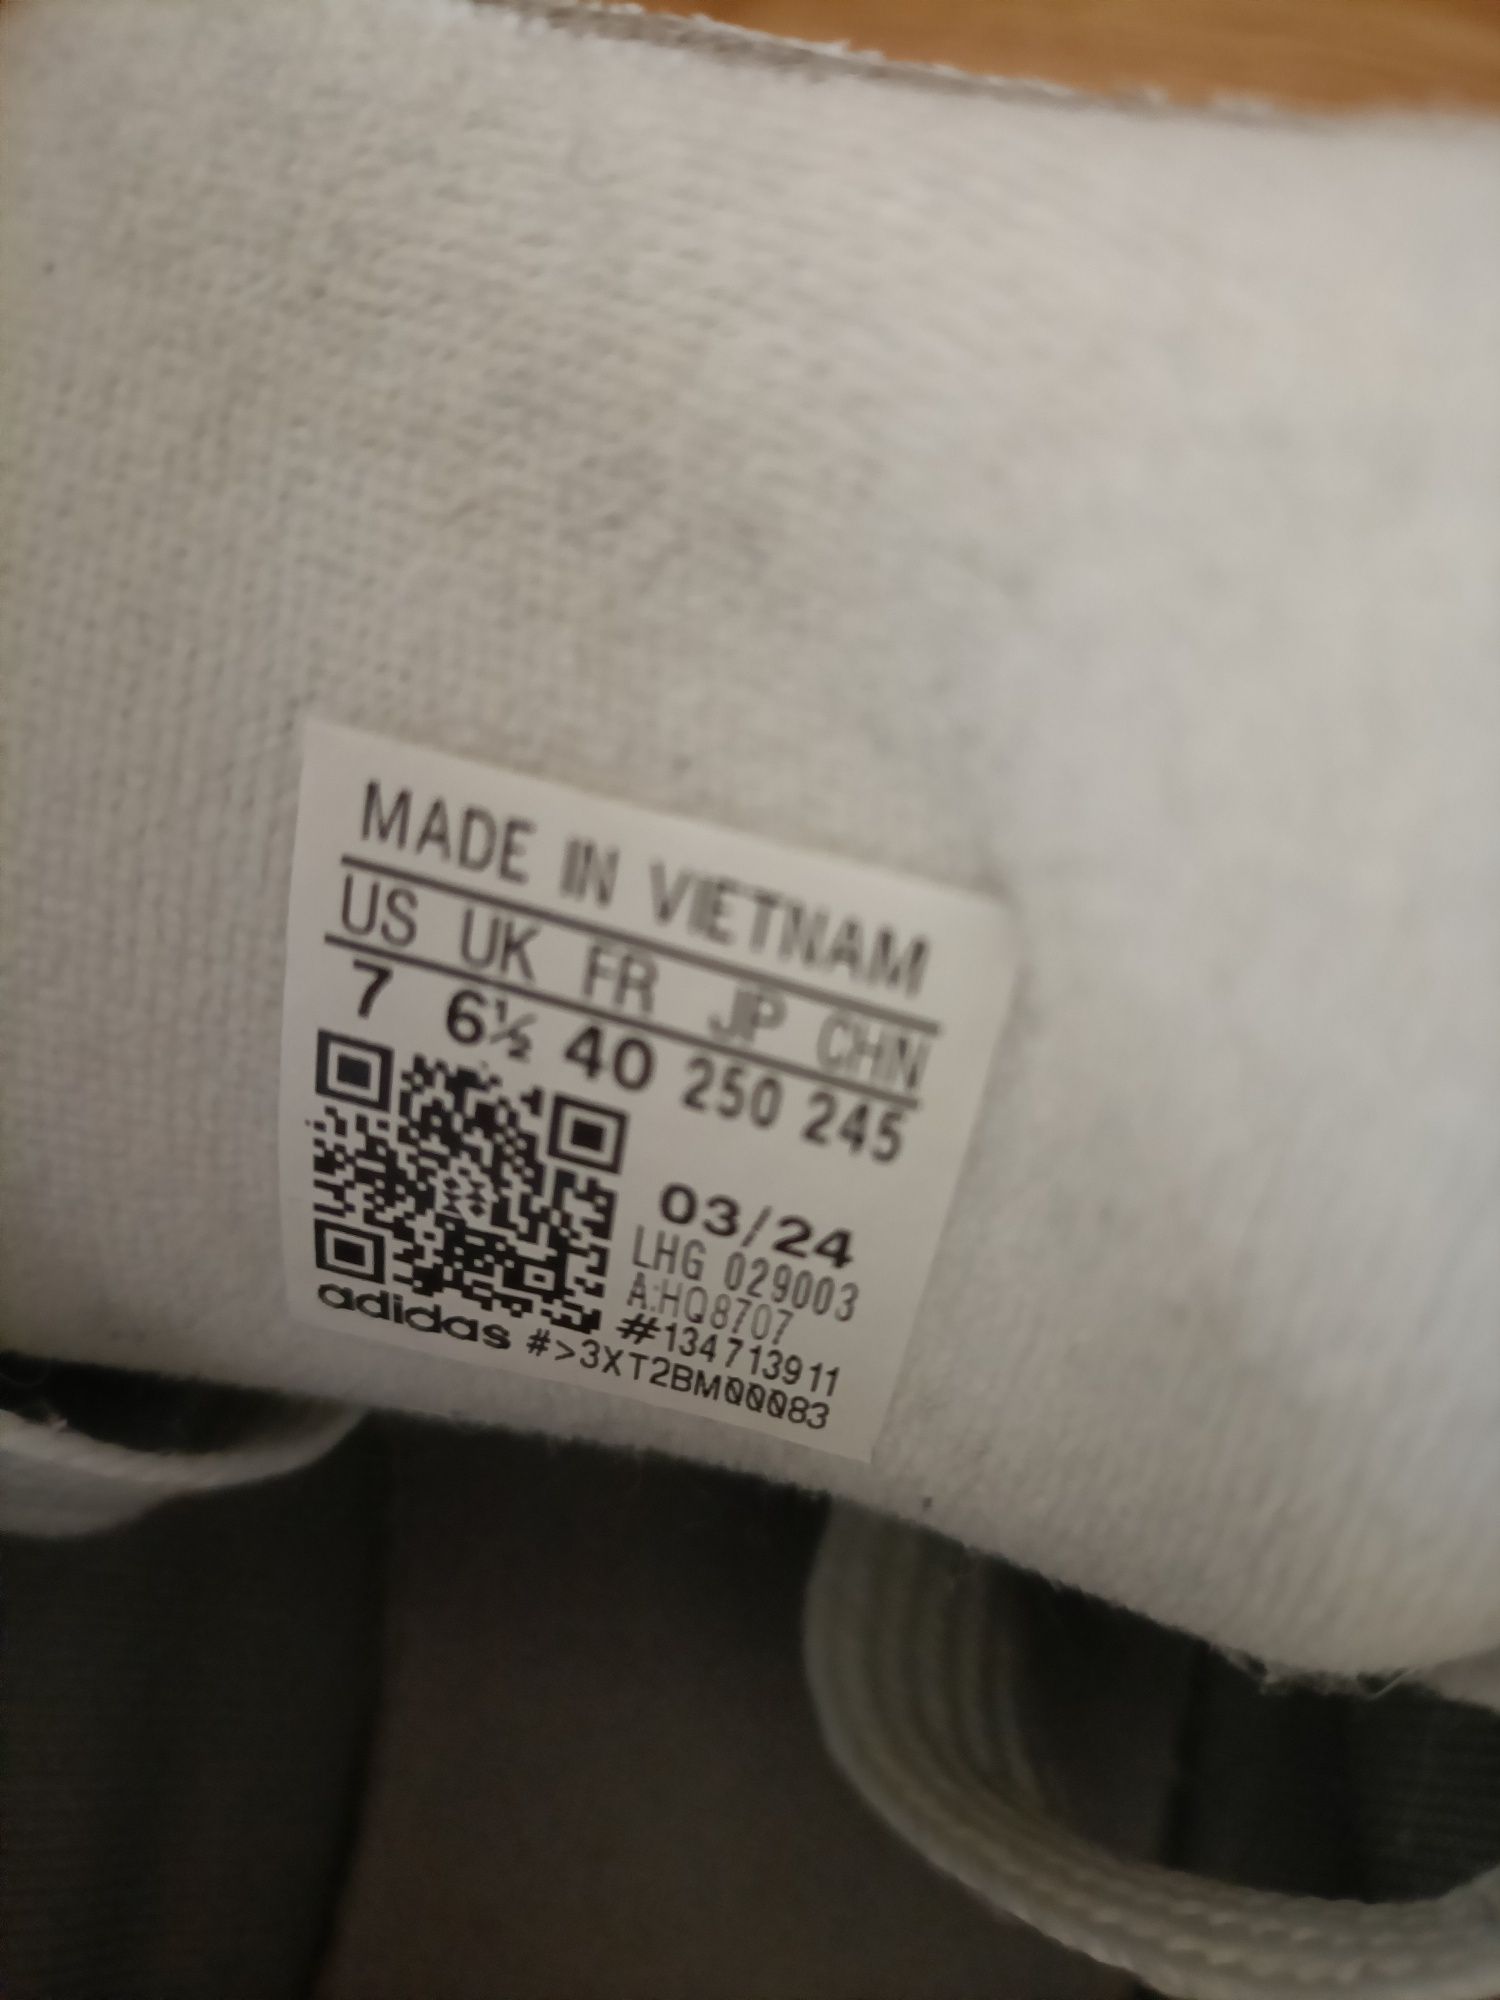 MADE IN VIETNAM
US UK FR JP CHN
7 6½ 40 250 245
03/24
LHG 029003
A:HQ8707
#134713911
adidas #>3XT2BM00083